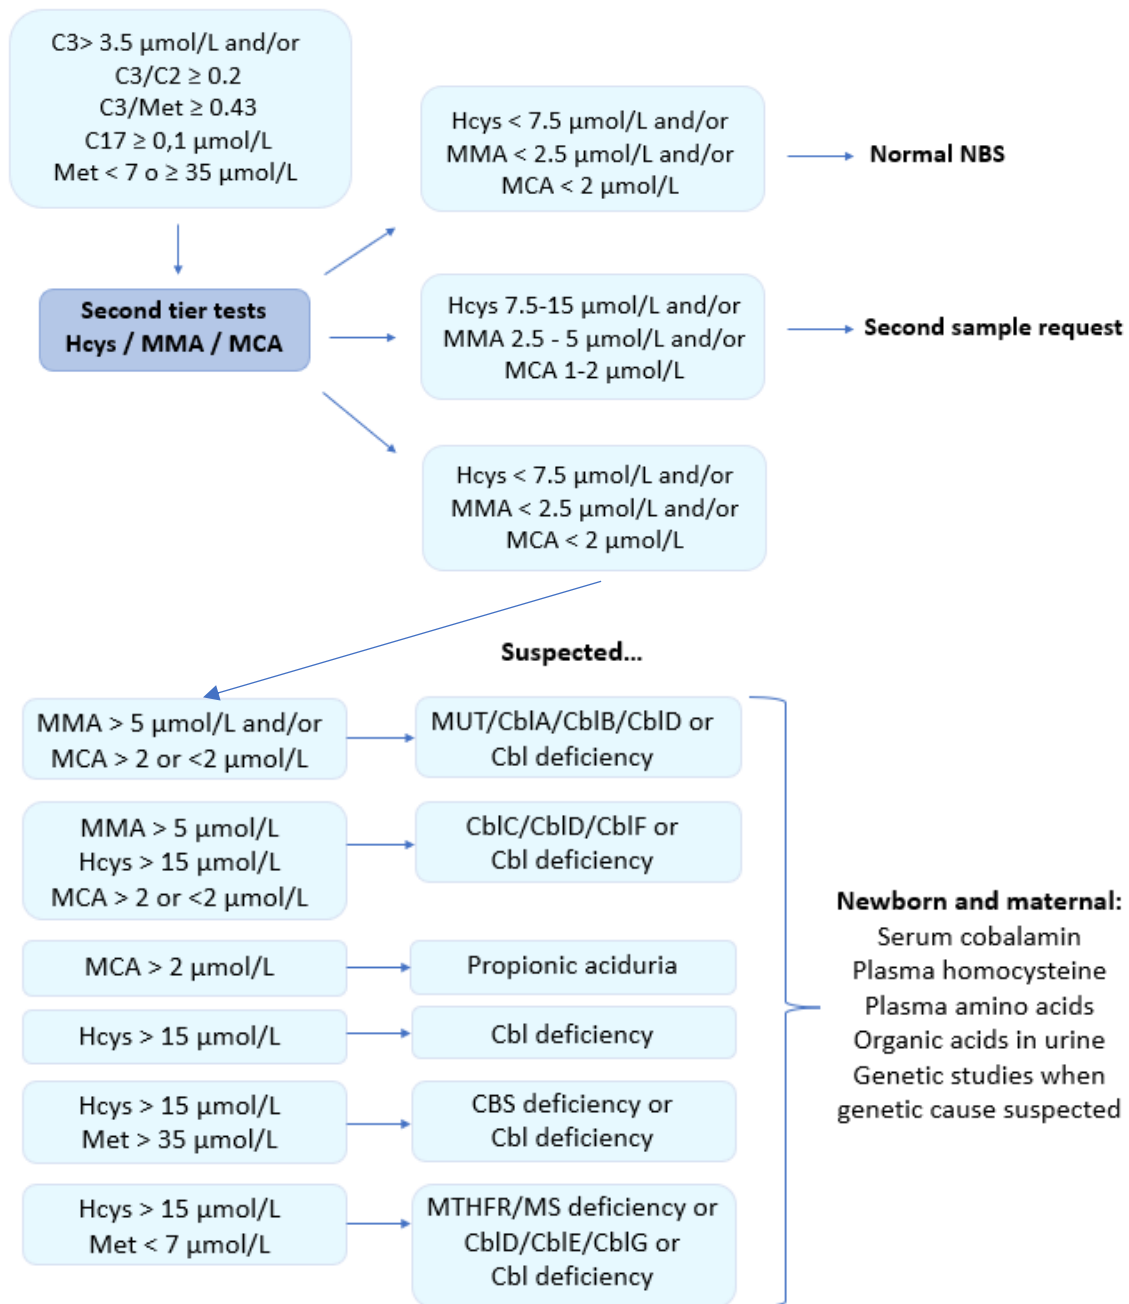 C3> 3.5 µmol/L and/or
C3/C2 ≥ 0.2
C3/Met ≥ 0.43
C17 ≥ 0,1 µmol/L
Met < 7 o ≥ 35 µmol/L
Second tier tests
Hcys / MMA / MCA
Hcys < 7.5 µmol/L and/or
MMA < 2.5 µmol/L and/or
MCA < 2 µmol/L
Normal NBS
Hcys 7.5-15 µmol/L and/or
MMA 2.5 - 5 µmol/L and/or
MCA 1-2 µmol/L
Second sample request
Hcys < 7.5 µmol/L and/or
MMA < 2.5 µmol/L and/or
MCA < 2 µmol/L
Suspected...
MMA > 5 µmol/L and/or
MCA > 2 or <2 µmol/L
MUT/CblA/CblB/CblD or
Cbl deficiency
MMA > 5 µmol/L
Hcys > 15 µmol/L
MCA > 2 or <2 µmol/L
CblC/CblD/CblF or
Cbl deficiency
MCA > 2 µmol/L
Propionic aciduria
Hcys > 15 µmol/L
Cbl deficiency
Hcys > 15 µmol/L
Met > 35 µmol/L
CBS deficiency or
Cbl deficiency
Hcys > 15 µmol/L
Met < 7 µmol/L
MTHFR/MS deficiency or
CblD/CblE/CblG or
Cbl deficiency
Newborn and maternal:
Serum cobalamin
Plasma homocysteine
Plasma amino acids
Organic acids in urine
Genetic studies when
genetic cause suspected